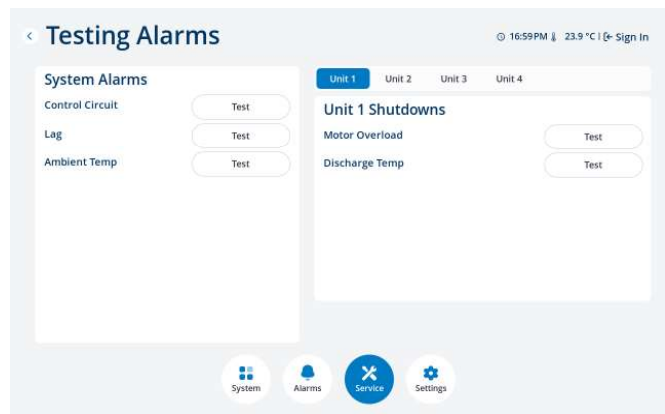 Testing Alarms
16:59PM 23.9 °C | Sign In
System Alarms
Control Circuit Test
Lag Test
Ambient Temp Test
Unit 1 Unit 2 Unit 3 Unit 4
Unit 1 Shutdowns
Motor Overload Test
Discharge Temp Test
System Alarms Service Settings